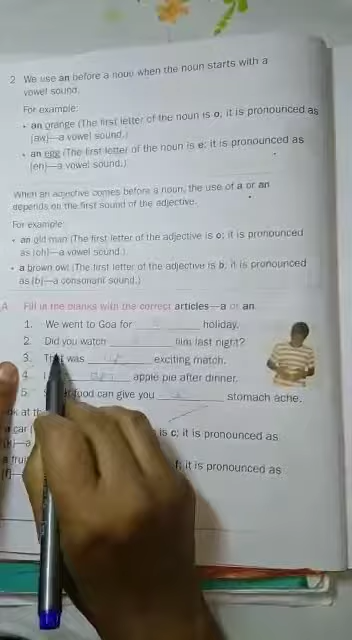 2 We use an before a noun when the noun starts with a
vowel sound.
For example:
• an orange (The first letter of the noun is o; it is pronounced as
(aw)—a vowel sound.)
• an egg (The first letter of the noun is e; it is pronounced as
(eh)—a vowel sound.)
When an adjective comes before a noun, the use of a or an
depends on the first sound of the adjective.
For example:
• an old man (The first letter of the adjective is o; it is pronounced
as (oh)—a vowel sound.)
• a brown owl (The first letter of the adjective is b; it is pronounced
as (b)—a consonant sound.)
A Fill in the blanks with the correct articles—a or an.
1. We went to Goa for holiday.
2. Did you watch film last night?
3. That was exciting match.
4. I apple pie after dinner.
5. food can give you stomach ache.
a car is c; it is pronounced as
(k)—a
a f; it is pronounced as